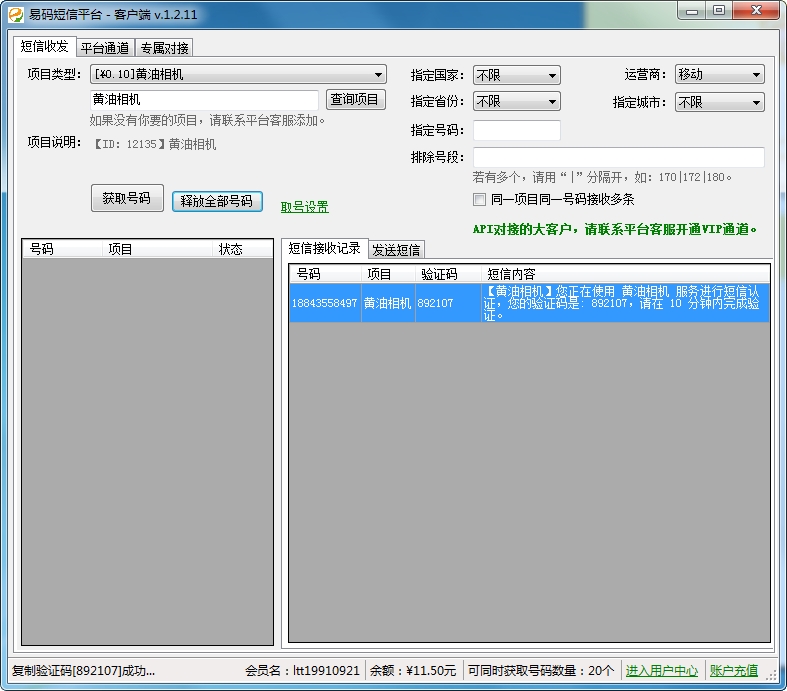 易码短信平台 - 客户端 v.1.2.11
短信收发 平台通道 专属对接
项目类型： [¥0.10]黄油相机 指定国家： 不限 运营商： 移动
黄油相机 查询项目 指定省份： 不限 指定城市： 不限
如果没有你要的项目，请联系平台客服添加。
指定号码：
项目说明： 【ID：12135】黄油相机
排除号段：
若有多个，请用“|”分隔开，如：170|172|180。
获取号码 释放全部号码 取号设置
同一项目同一号码接收多条
API对接的大客户，请联系平台客服开通VIP通道。
短信接收记录 发送短信
号码 项目 状态
号码 项目 验证码 短信内容
18843558497 黄油相机 892107 【黄油相机】您正在使用 黄油相机 服务进行短信认
证，您的验证码是：892107，请在 10 分钟内完成验
证。
复制验证码[892107]成功... 会员名：ltt19910921 余额：¥11.50元 可同时获取号码数量：20个 进入用户中心 账户充值